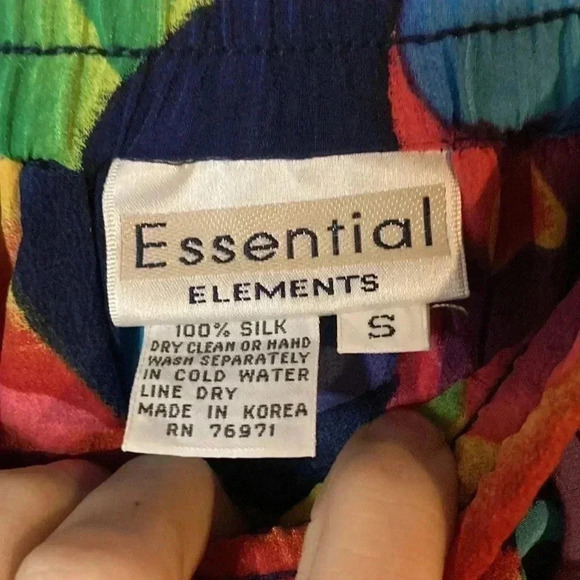 Essential
ELEMENTS
S
100% SILK
DRY CLEAN OR HAND
WASH SEPARATELY
IN COLD WATER
LINE DRY
MADE IN KOREA
RN 76971